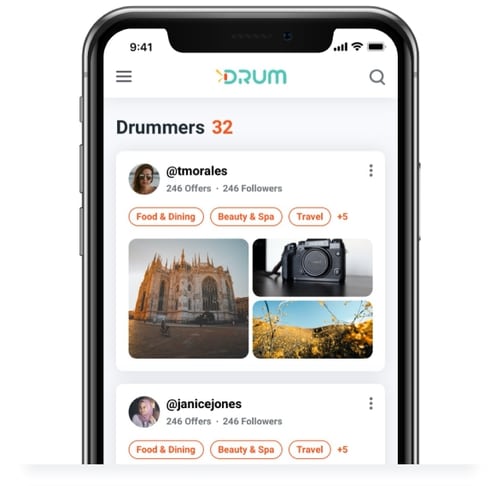 9:41
DRUM
Drummers 32
@tmorales
246 Offers · 246 Followers
Food & Dining Beauty & Spa Travel +5
@janicejones
246 Offers · 246 Followers
Food & Dining Beauty & Spa Travel +5